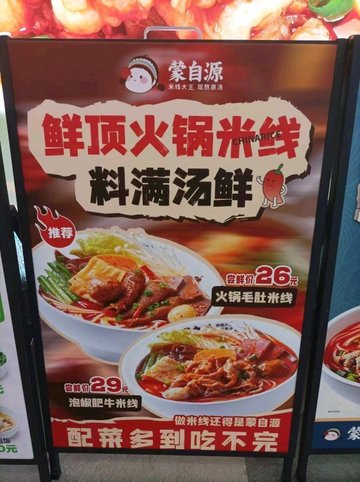 蒙自源
米线大王 现熬原汤
鲜顶火锅米线
CHINARICE
料满汤鲜
推荐
尝鲜价26元
火锅毛肚米线
尝鲜价29元
泡椒肥牛米线
做米线还得是蒙自源
配菜多到吃不完